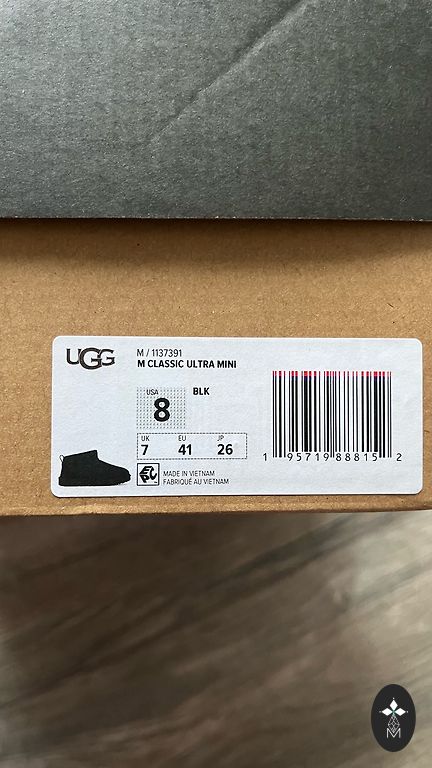 UGG
M / 1137391
M CLASSIC ULTRA MINI
USA
8
BLK
UK EU JP
7 41 26
1 95719 88815 2
MADE IN VIETNAM
FABRIQUÉ AU VIETNAM
M